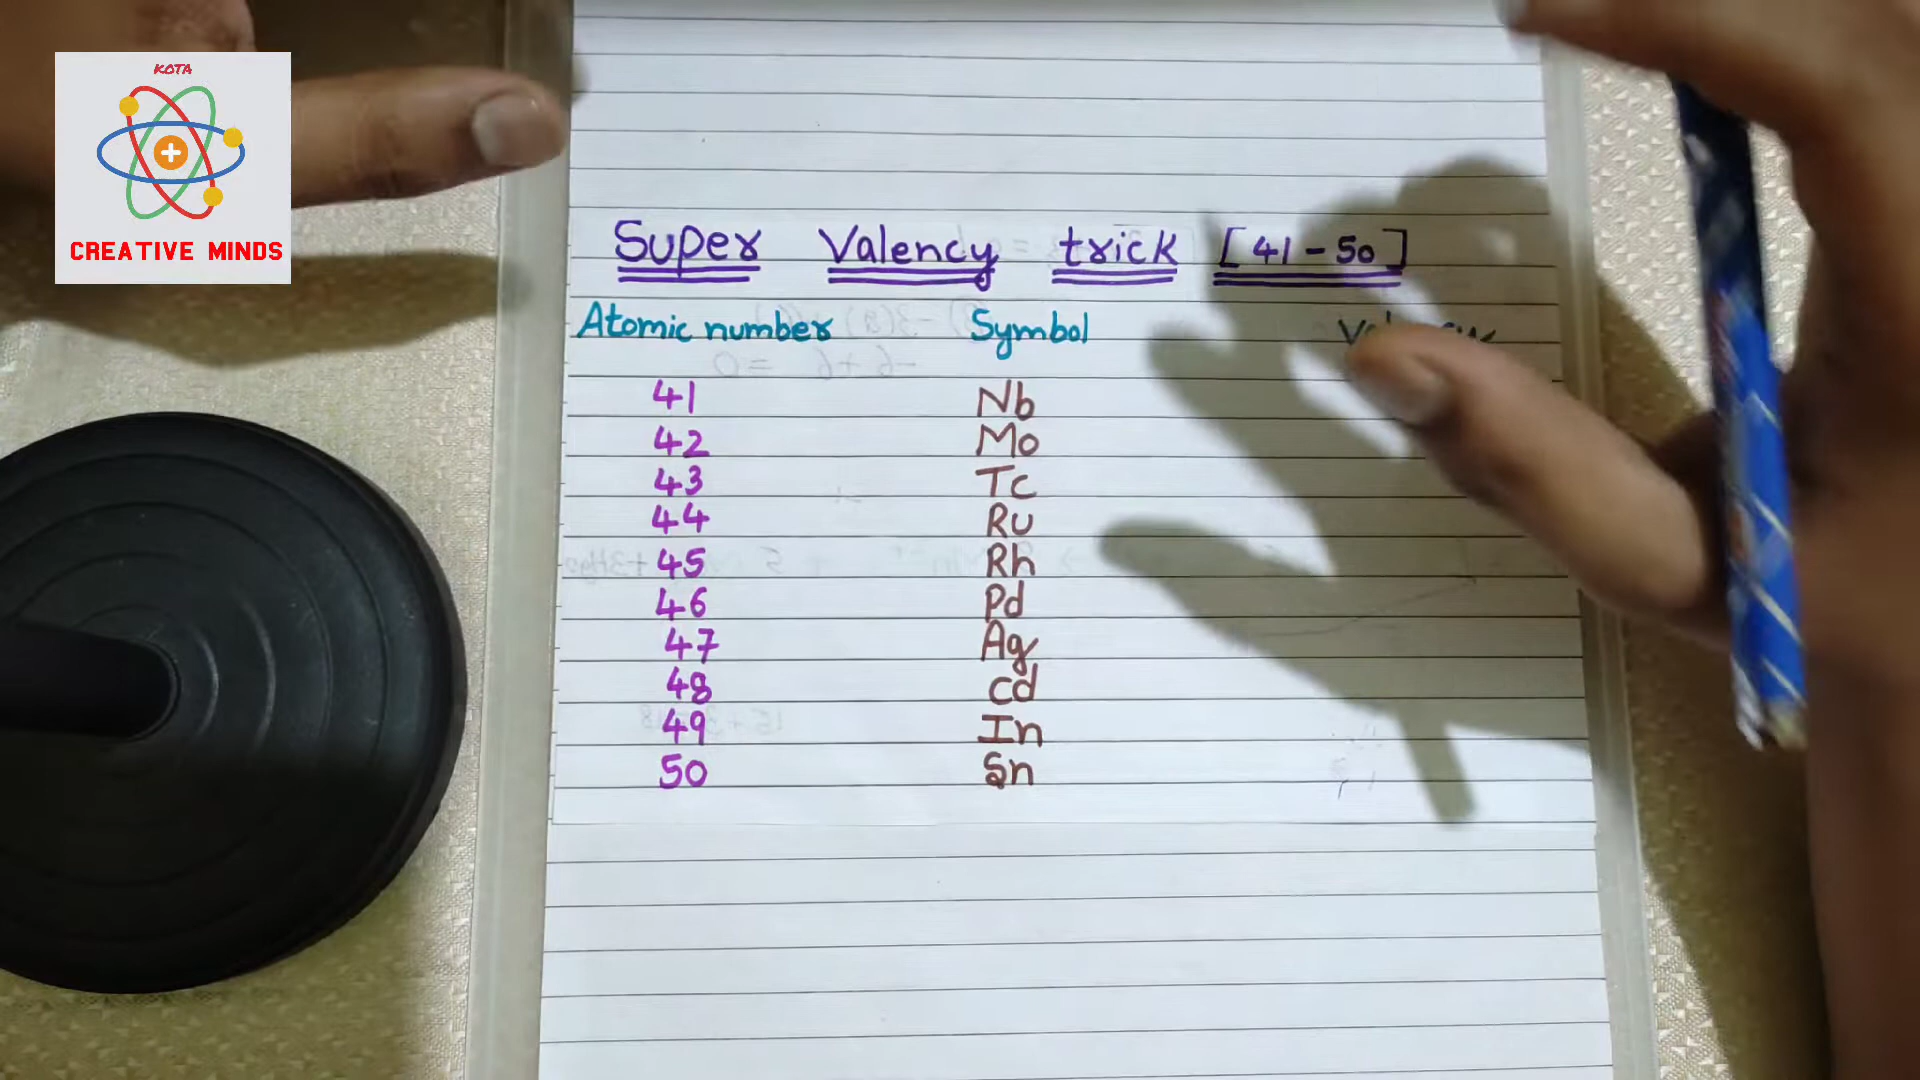 KOTA
CREATIVE MINDS
Super Valency trick [41-50]
Atomic number Symbol
41 Nb
42 Mo
43 Tc
44 Ru
45 Rh
46 Pd
47 Ag
48 cd
49 In
50 Sn